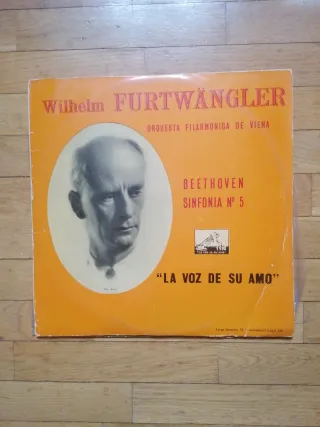 Wilhelm FURTWÄNGLER
ORQUESTA FILARMONICA DE VIENA
BEETHOVEN
SINFONIA Nº 5
"LA VOZ DE SU AMO"